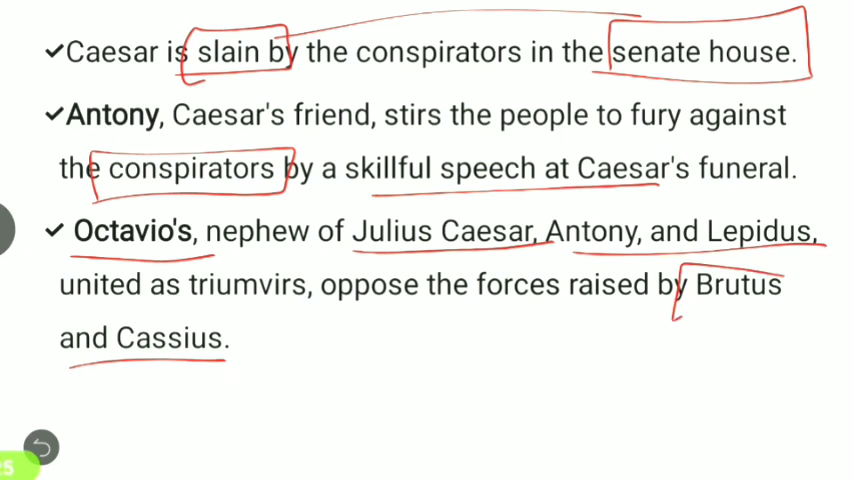 ✔Caesar is slain by the conspirators in the senate house.
✔Antony, Caesar's friend, stirs the people to fury against
the conspirators by a skillful speech at Caesar's funeral.
✔ Octavio's, nephew of Julius Caesar, Antony, and Lepidus,
united as triumvirs, oppose the forces raised by Brutus
and Cassius.
25